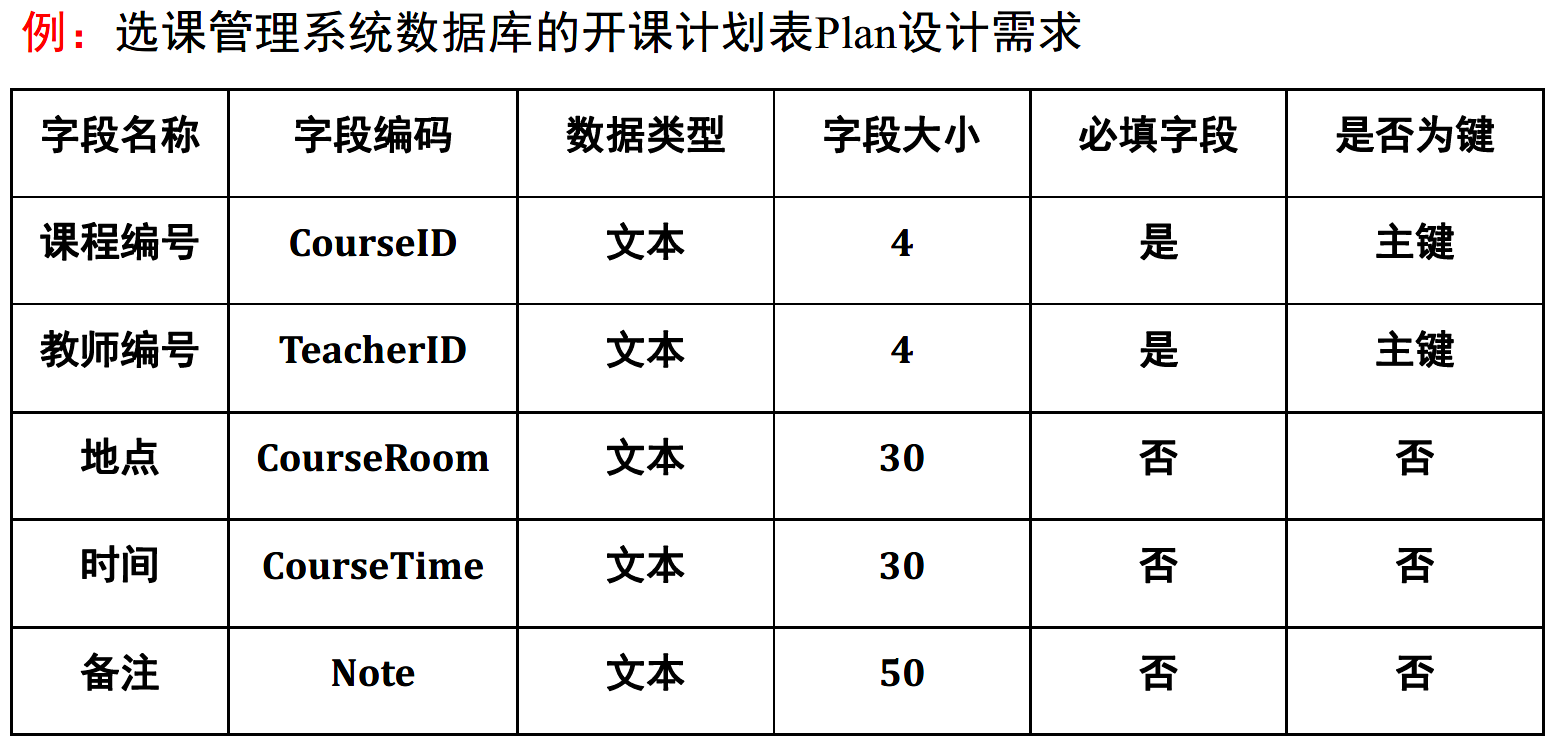 例：选课管理系统数据库的开课计划表Plan设计需求
字段名称 字段编码 数据类型 字段大小 必填字段 是否为键
课程编号 CourseID 文本 4 是 主键
教师编号 TeacherID 文本 4 是 主键
地点 CourseRoom 文本 30 否 否
时间 CourseTime 文本 30 否 否
备注 Note 文本 50 否 否